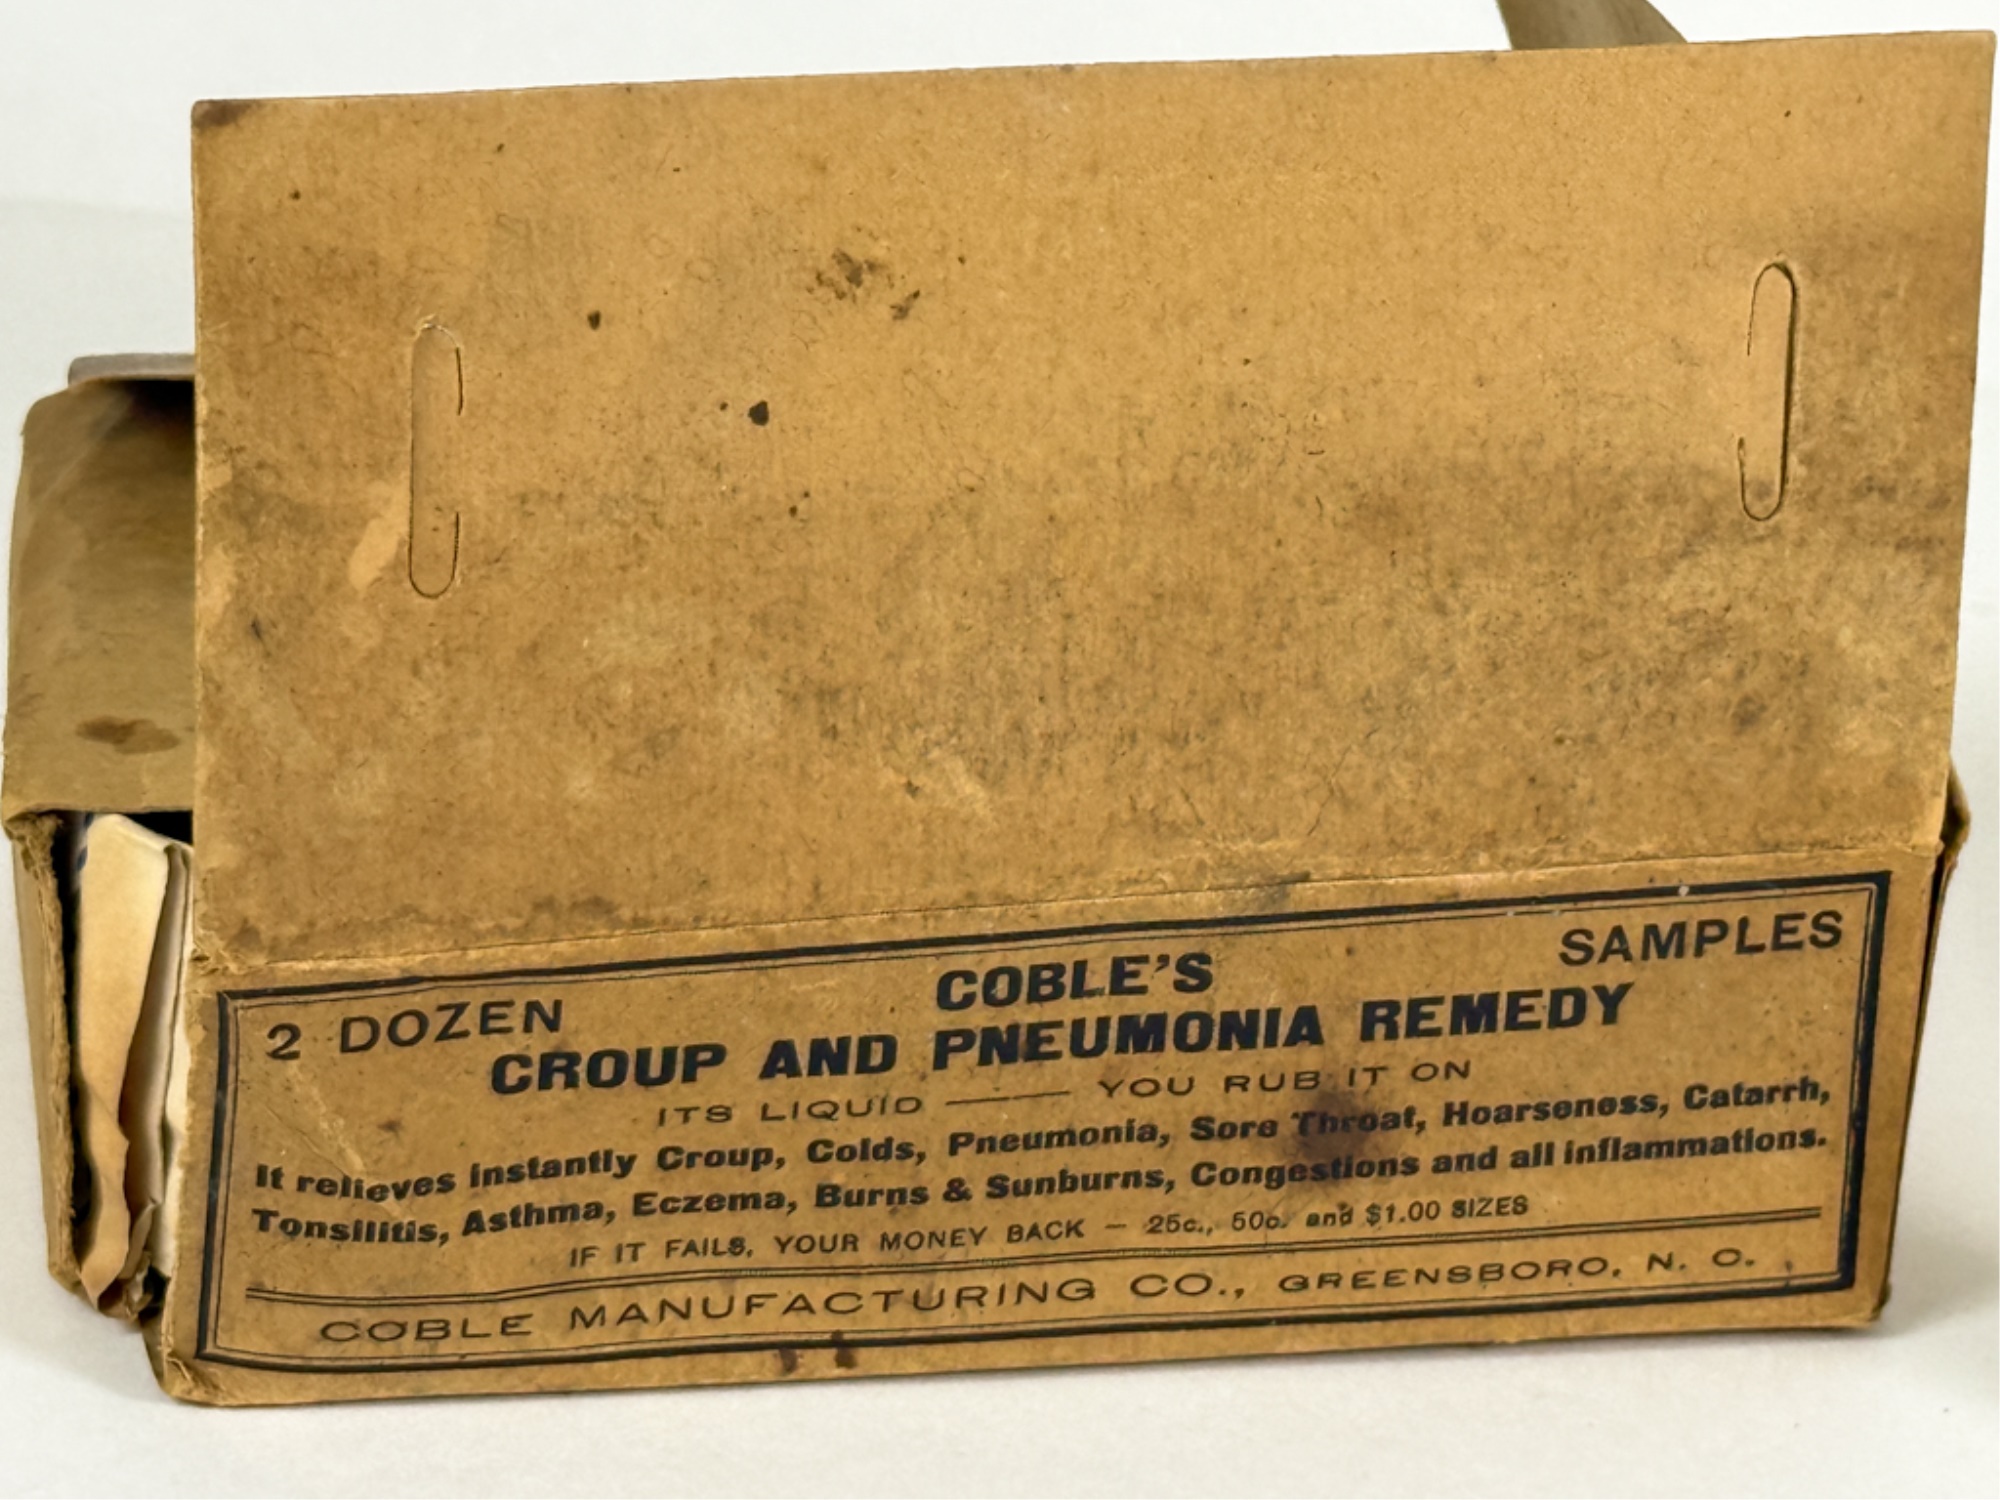 2 DOZEN COBLE'S SAMPLES
CROUP AND PNEUMONIA REMEDY
ITS LIQUID —— YOU RUB IT ON
It relieves instantly Croup, Colds, Pneumonia, Sore Throat, Hoarseness, Catarrh,
Tonsilitis, Asthma, Eczema, Burns & Sunburns, Congestions and all inflammations.
IF IT FAILS, YOUR MONEY BACK — 25c., 50c. and $1.00 SIZES
COBLE MANUFACTURING CO., GREENSBORO, N. C.